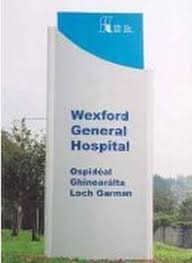 Wexford
General
Hospital
Ospidéal
Ghinearálta
Loch Garman